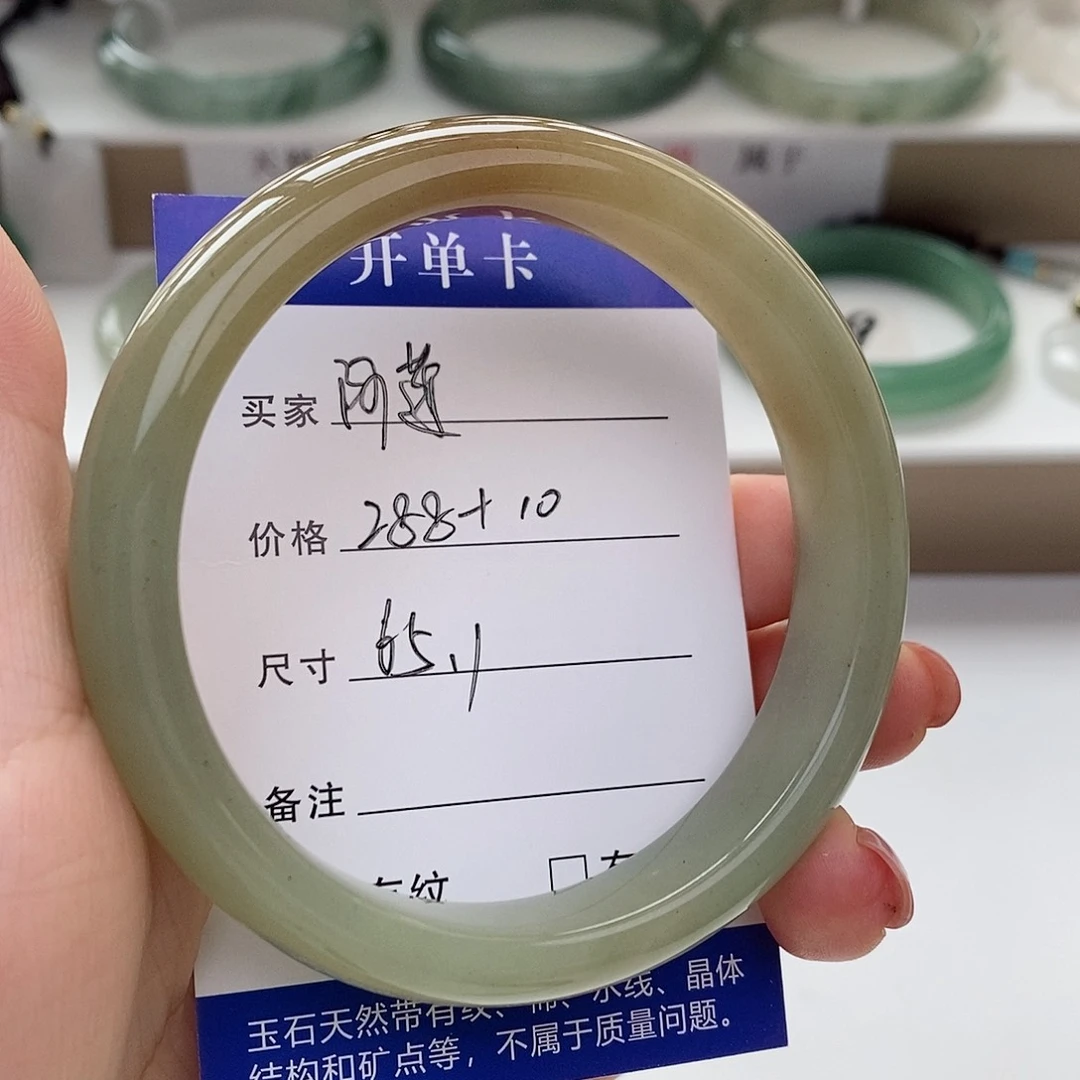 开单卡
买家 阿莲
价格 288+10
尺寸 65.1
备注
有纹
玉石天然带有纹、棉、水线、晶体
结构和矿点等,不属于质量问题。